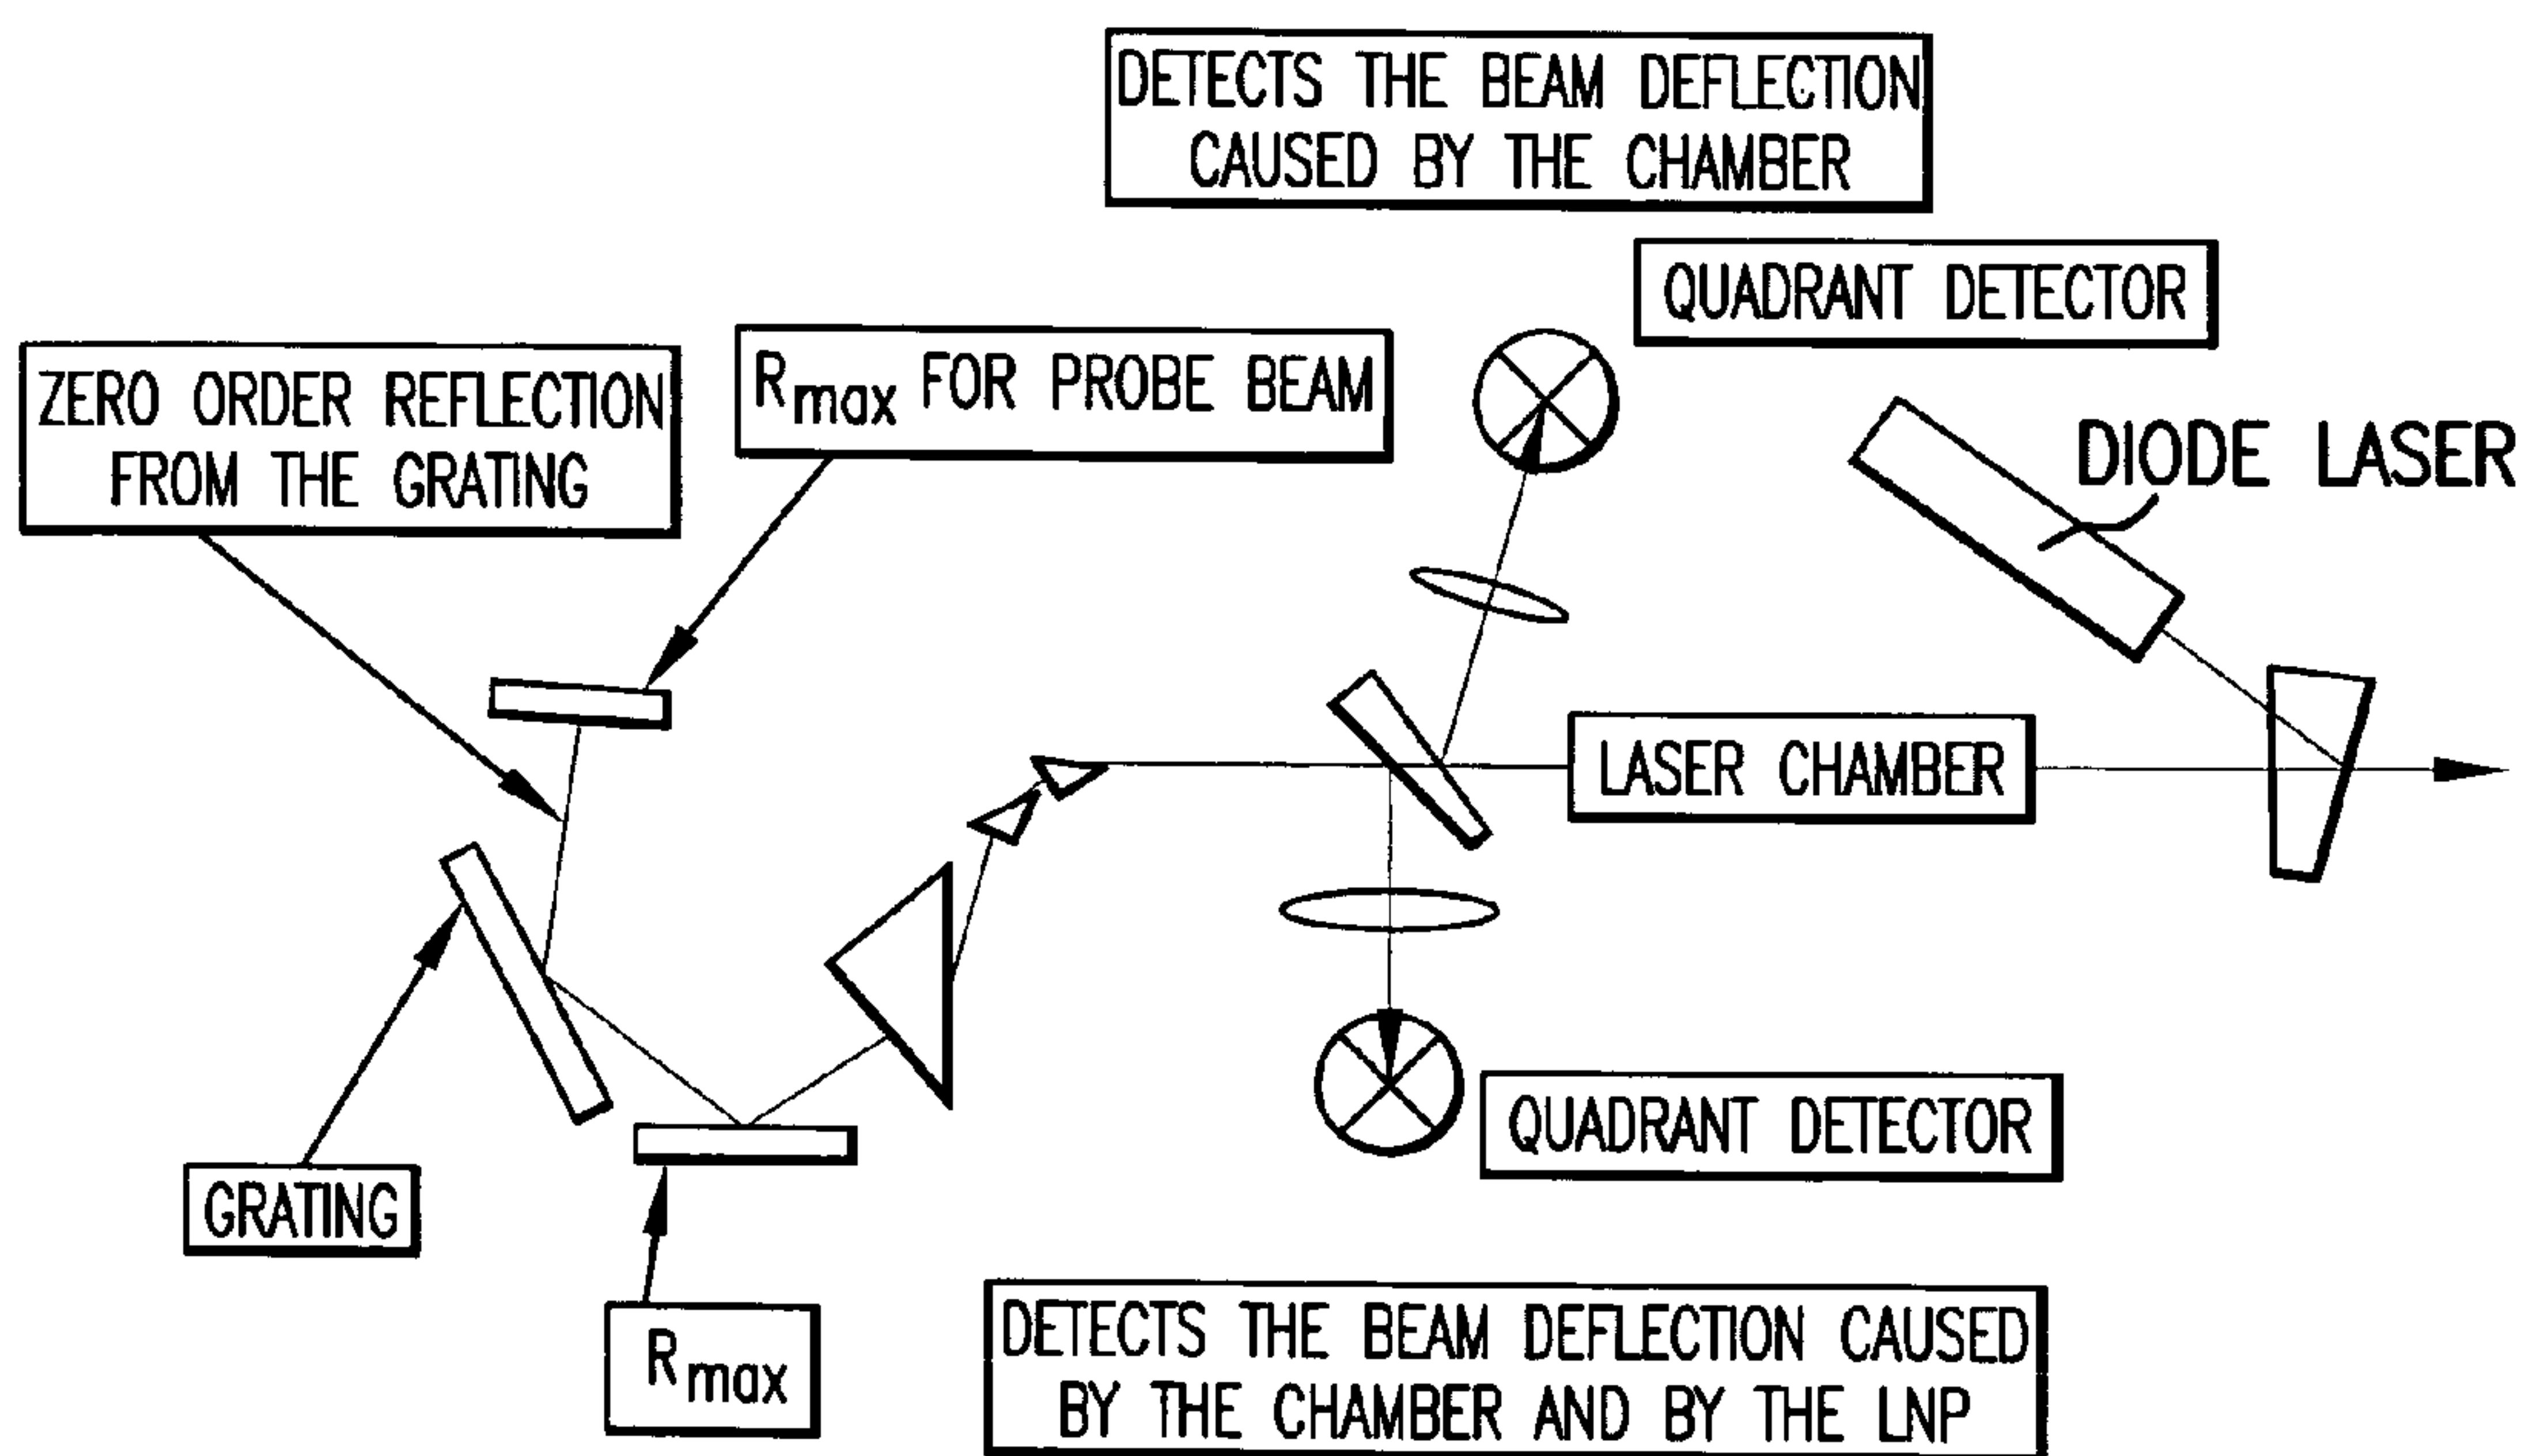 DETECTS THE BEAM DEFLECTION
CAUSED BY THE CHAMBER
QUADRANT DETECTOR
ZERO ORDER REFLECTION
FROM THE GRATING
Rmax FOR PROBE BEAM
DIODE LASER
LASER CHAMBER
QUADRANT DETECTOR
GRATING
Rmax
DETECTS THE BEAM DEFLECTION CAUSED
BY THE CHAMBER AND BY THE LNP